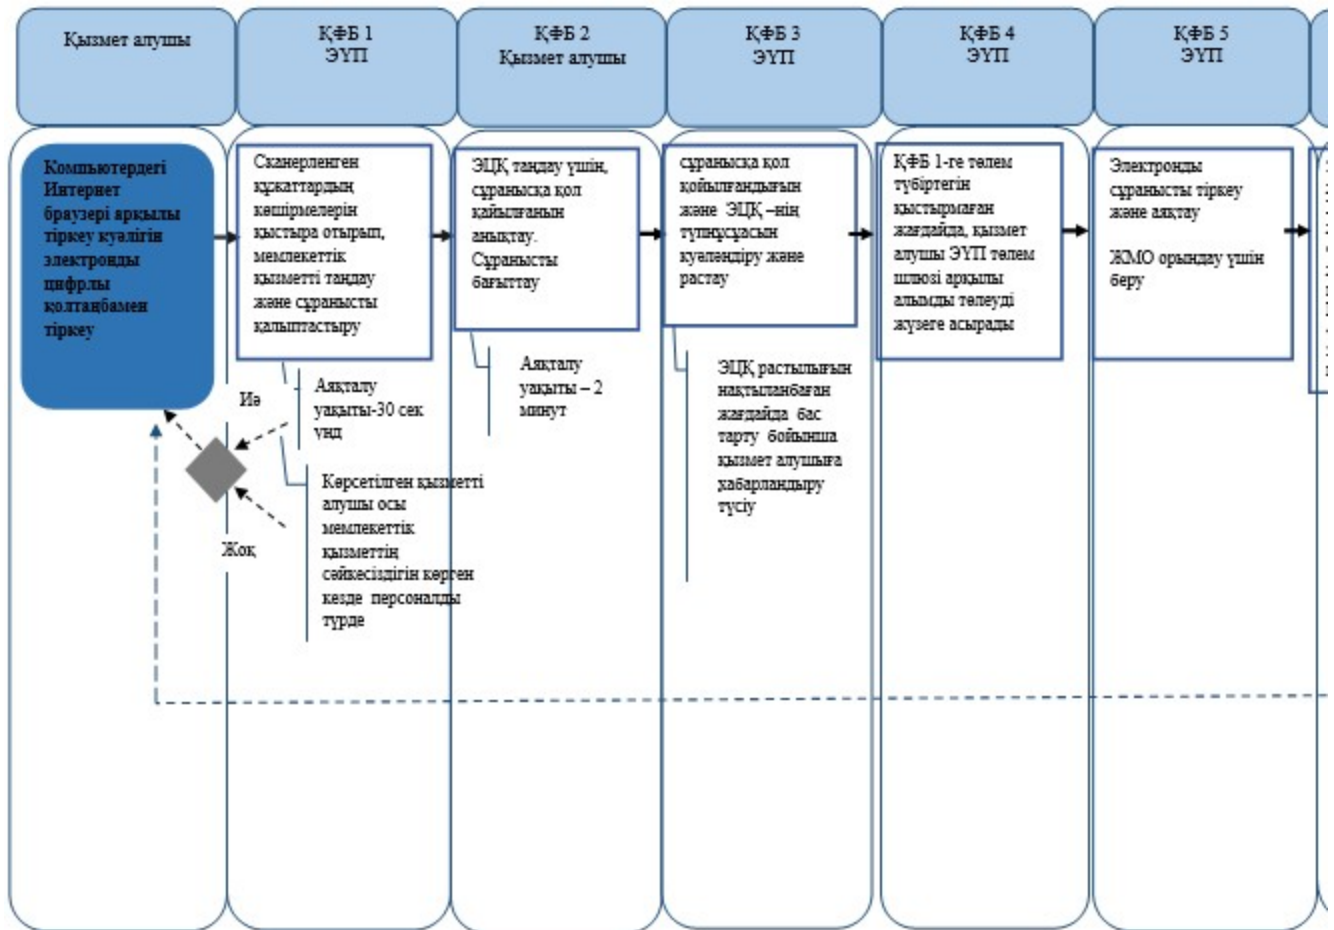 Қызмет алушы
ҚФБ 1
ЭҮП
ҚФБ 2
Қызмет алушы
ҚФБ 3
ЭҮП
ҚФБ 4
ЭҮП
ҚФБ 5
ЭҮП
Компьютердегі
Интернет
браузері арқылы
тіркеу куәлігін
электронды
цифрлы
қолтаңбамен
тіркеу
Сканерленген
құжаттардың
көшірмелерін
қыстыра отырып,
мемлекеттік
қызметті таңдау
және сұранысты
қалыптастыру
ЭЦҚ таңдау үшін,
сұранысқа қол
қайылғанын
анықтау.
Сұранысты
бағыттау
сұранысқа қол
қойылғандығын
және ЭЦҚ –нің
түпнұсұасын
куәләндіру және
растау
ҚФБ 1-ге төлем
түбіртегін
қыстырмаған
жағдайда, қызмет
алушы ЭҮП төлем
шлюзі арқылы
алымды төлеуді
жүзеге асырады
Электронды
сұранысты тіркеу
және аяқтау
ЖМО орындау үшін
беру
Иә
Аяқталу
уақыты-30 сек
унд
Аяқталу
уақыты – 2
минут
ЭЦҚ растылығын
нақтыланбаған
жағдайда бас
тарту бойынша
қызмет алушыға
хабарландыру
түсіу
Жоқ
Көрсетілген қызметті
алушы осы
мемлекеттік
қызметтің
сәйкесіздігін көрген
кезде персоналды
түрде